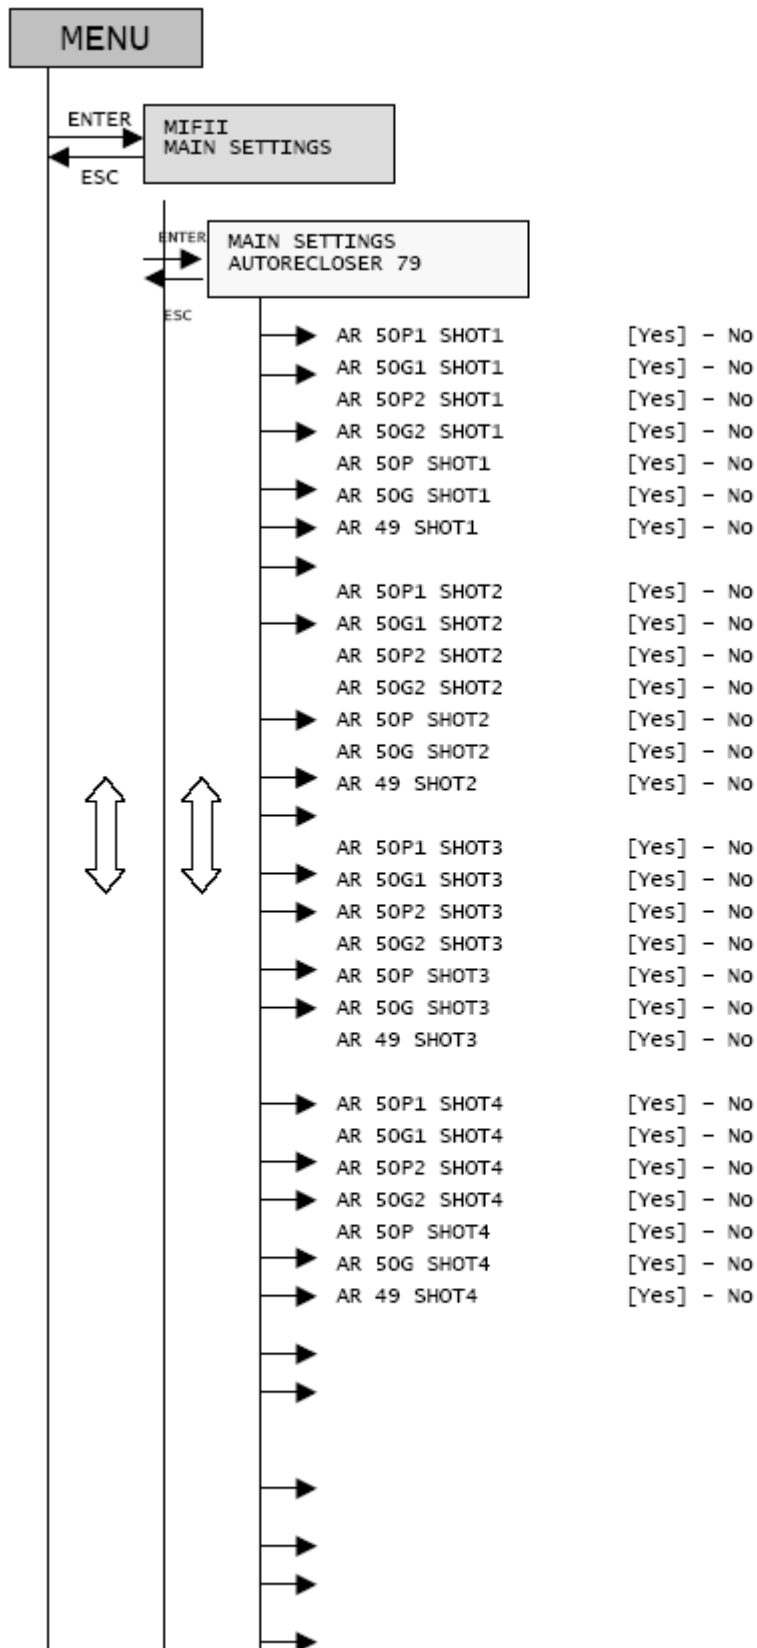 MENU
ENTER
MIFII
MAIN SETTINGS
ESC
ENTER
MAIN SETTINGS
AUTORECLOSER 79
ESC
AR 50P1 SHOT1 [Yes] – No
AR 50G1 SHOT1 [Yes] – No
AR 50P2 SHOT1 [Yes] – No
AR 50G2 SHOT1 [Yes] – No
AR 50P SHOT1 [Yes] – No
AR 50G SHOT1 [Yes] – No
AR 49 SHOT1 [Yes] – No
AR 50P1 SHOT2 [Yes] – No
AR 50G1 SHOT2 [Yes] – No
AR 50P2 SHOT2 [Yes] – No
AR 50G2 SHOT2 [Yes] – No
AR 50P SHOT2 [Yes] – No
AR 50G SHOT2 [Yes] – No
AR 49 SHOT2 [Yes] – No
AR 50P1 SHOT3 [Yes] – No
AR 50G1 SHOT3 [Yes] – No
AR 50P2 SHOT3 [Yes] – No
AR 50G2 SHOT3 [Yes] – No
AR 50P SHOT3 [Yes] – No
AR 50G SHOT3 [Yes] – No
AR 49 SHOT3 [Yes] – No
AR 50P1 SHOT4 [Yes] – No
AR 50G1 SHOT4 [Yes] – No
AR 50P2 SHOT4 [Yes] – No
AR 50G2 SHOT4 [Yes] – No
AR 50P SHOT4 [Yes] – No
AR 50G SHOT4 [Yes] – No
AR 49 SHOT4 [Yes] – No